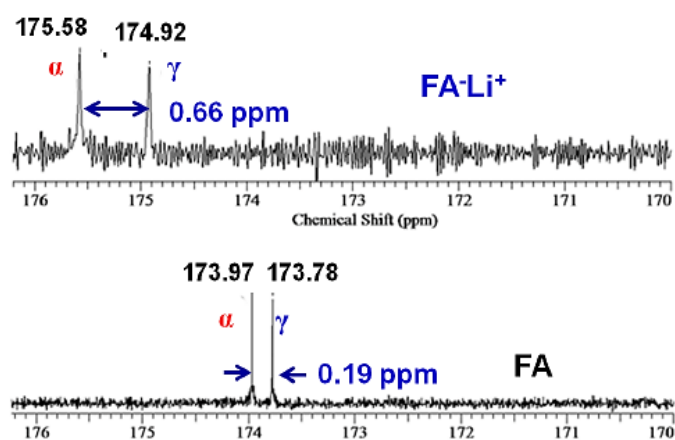 175.58 174.92
α γ
FA⁻Li⁺
0.66 ppm
176 175 174 173 172 171 170
Chemical Shift (ppm)
173.97 173.78
α γ
0.19 ppm
FA
176 175 174 173 172 171 170